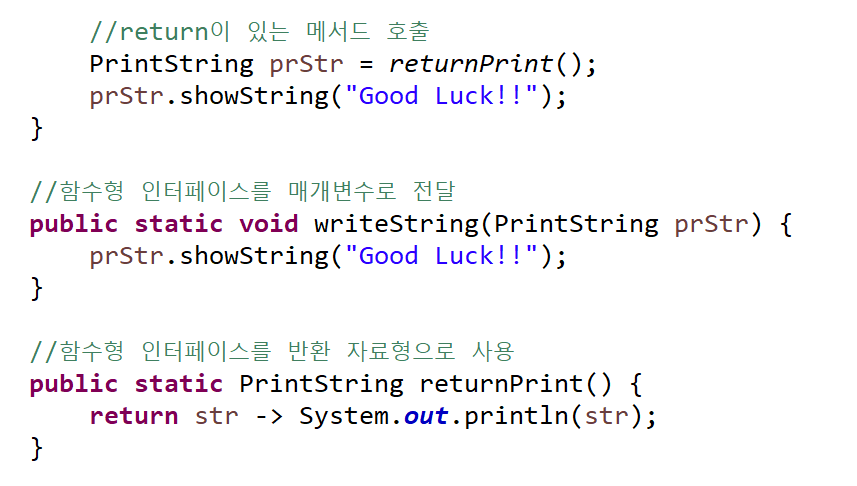 //return이 있는 메서드 호출
PrintString prStr = returnPrint();
prStr.showString("Good Luck!!");
}
//함수형 인터페이스를 매개변수로 전달
public static void writeString(PrintString prStr) {
prStr.showString("Good Luck!!");
}
//함수형 인터페이스를 반환 자료형으로 사용
public static PrintString returnPrint() {
return str -> System.out.println(str);
}